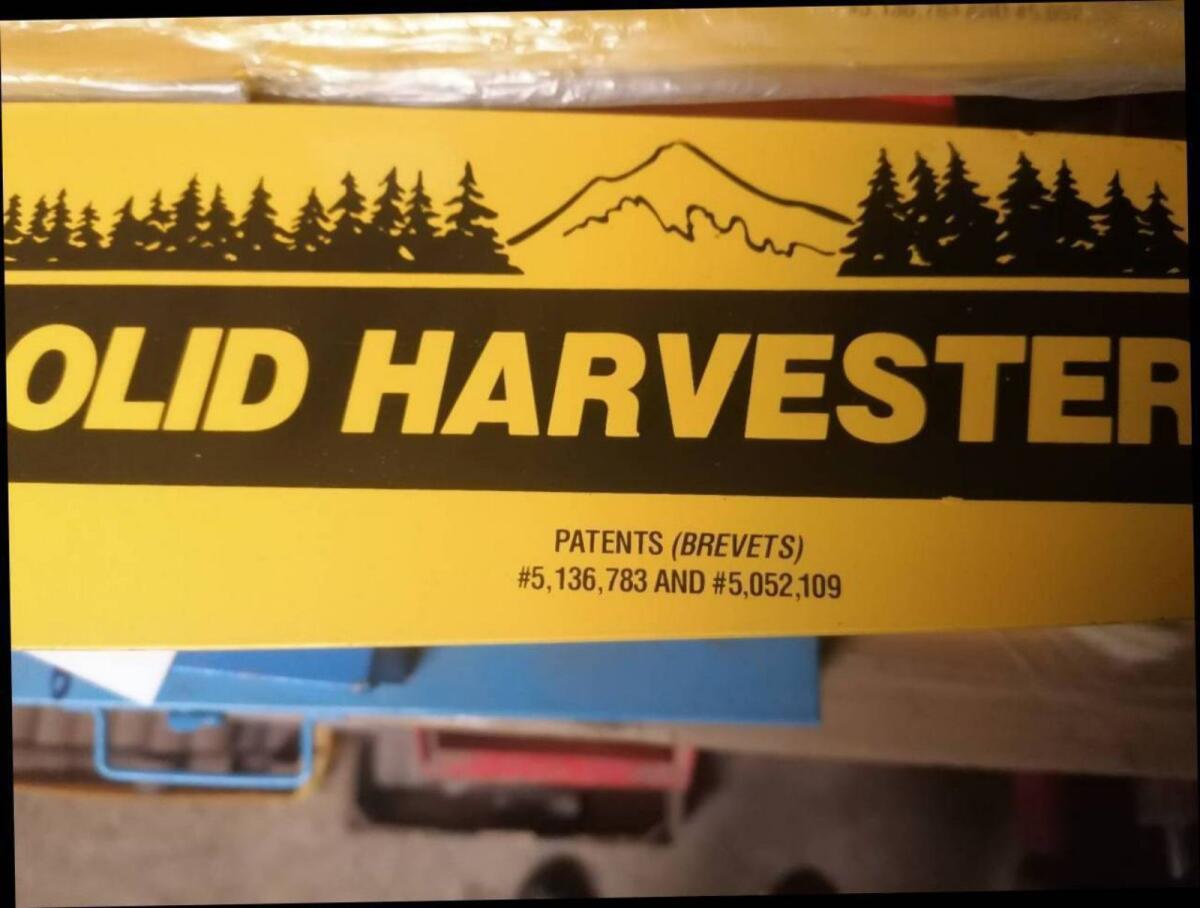 OLID HARVESTER
PATENTS (BREVETS)
#5,136,783 AND #5,052,109